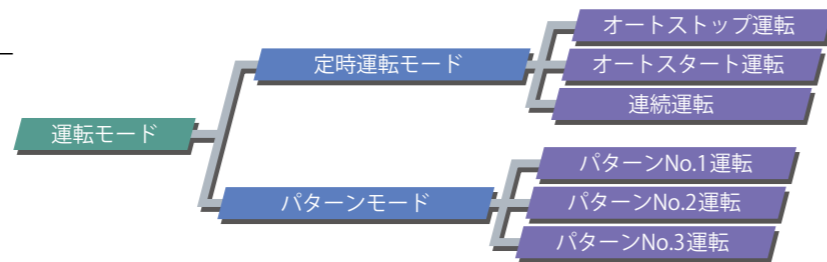 オートストップ運転
定時運転モード
オートスタート運転
連続運転
運転モード
パターンNo.1運転
パターンモード
パターンNo.2運転
パターンNo.3運転